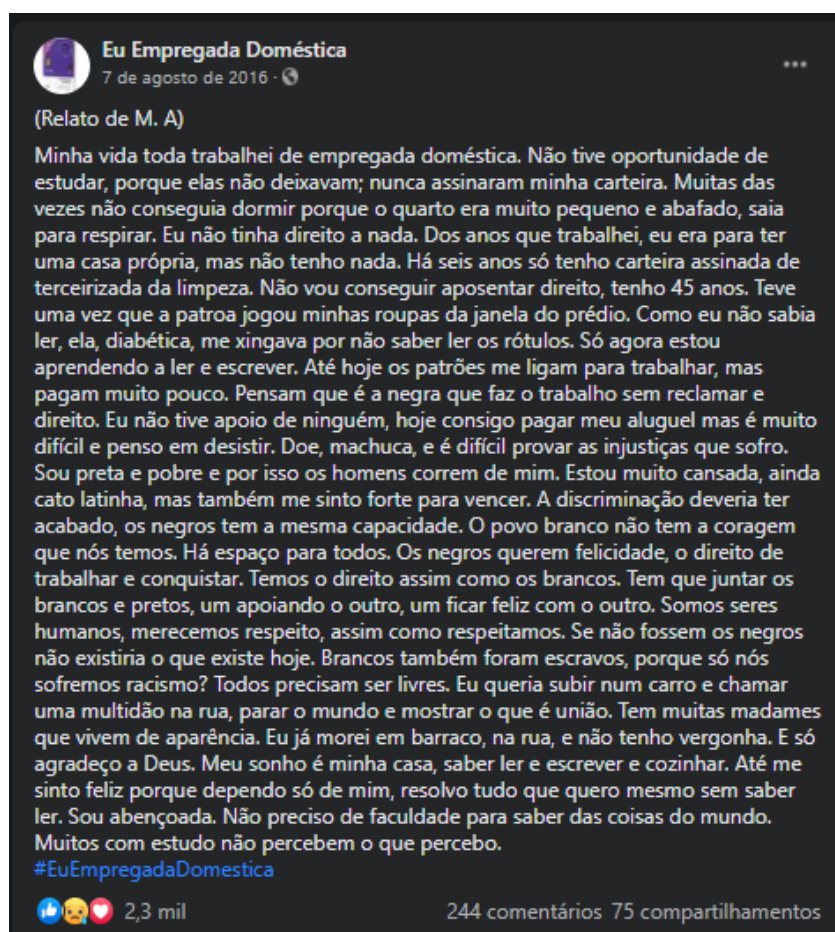 Eu Empregada Doméstica
7 de agosto de 2016 ·
(Relato de M. A)
Minha vida toda trabalhei de empregada doméstica. Não tive oportunidade de
estudar, porque elas não deixavam; nunca assinaram minha carteira. Muitas das
vezes não conseguia dormir porque o quarto era muito pequeno e abafado, saia
para respirar. Eu não tinha direito a nada. Dos anos que trabalhei, eu era para ter
uma casa própria, mas não tenho nada. Há seis anos só tenho carteira assinada de
terceirizada da limpeza. Não vou conseguir aposentar direito, tenho 45 anos. Teve
uma vez que a patroa jogou minhas roupas da janela do prédio. Como eu não sabia
ler, ela, diabética, me xingava por não saber ler os rótulos. Só agora estou
aprendendo a ler e escrever. Até hoje os patrões me ligam para trabalhar, mas
pagam muito pouco. Pensam que é a negra que faz o trabalho sem reclamar e
direito. Eu não tive apoio de ninguém, hoje consigo pagar meu aluguel mas é muito
difícil e penso em desistir. Doe, machuca, e é difícil provar as injustiças que sofro.
Sou preta e pobre e por isso os homens correm de mim. Estou muito cansada, ainda
cato latinha, mas também me sinto forte para vencer. A discriminação deveria ter
acabado, os negros tem a mesma capacidade. O povo branco não tem a coragem
que nós temos. Há espaço para todos. Os negros querem felicidade, o direito de
trabalhar e conquistar. Temos o direito assim como os brancos. Tem que juntar os
brancos e pretos, um apoiando o outro, um ficar feliz com o outro. Somos seres
humanos, merecemos respeito, assim como respeitamos. Se não fossem os negros
não existiria o que existe hoje. Brancos também foram escravos, porque só nós
sofremos racismo? Todos precisam ser livres. Eu queria subir num carro e chamar
uma multidão na rua, parar o mundo e mostrar o que é união. Tem muitas madames
que vivem de aparência. Eu já morei em barraco, na rua, e não tenho vergonha. E só
agradeço a Deus. Meu sonho é minha casa, saber ler e escrever e cozinhar. Até me
sinto feliz porque dependo só de mim, resolvo tudo que quero mesmo sem saber
ler. Sou abençoada. Não preciso de faculdade para saber das coisas do mundo.
Muitos com estudo não percebem o que percebo.
#EuEmpregadaDomestica
2,3 mil 244 comentários 75 compartilhamentos